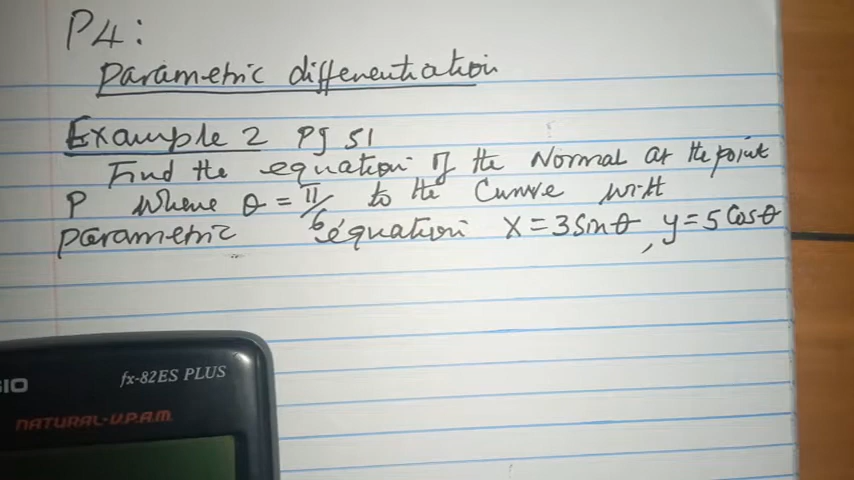 P4:
parametric differentiation
Example 2 Pg 51
Find the equation of the Normal at the point
P where θ = π/6 to the Curve with
parametric equation x = 3sinθ, y = 5Cosθ
SIO
fx-82ES PLUS
NATURAL-V.P.A.M.